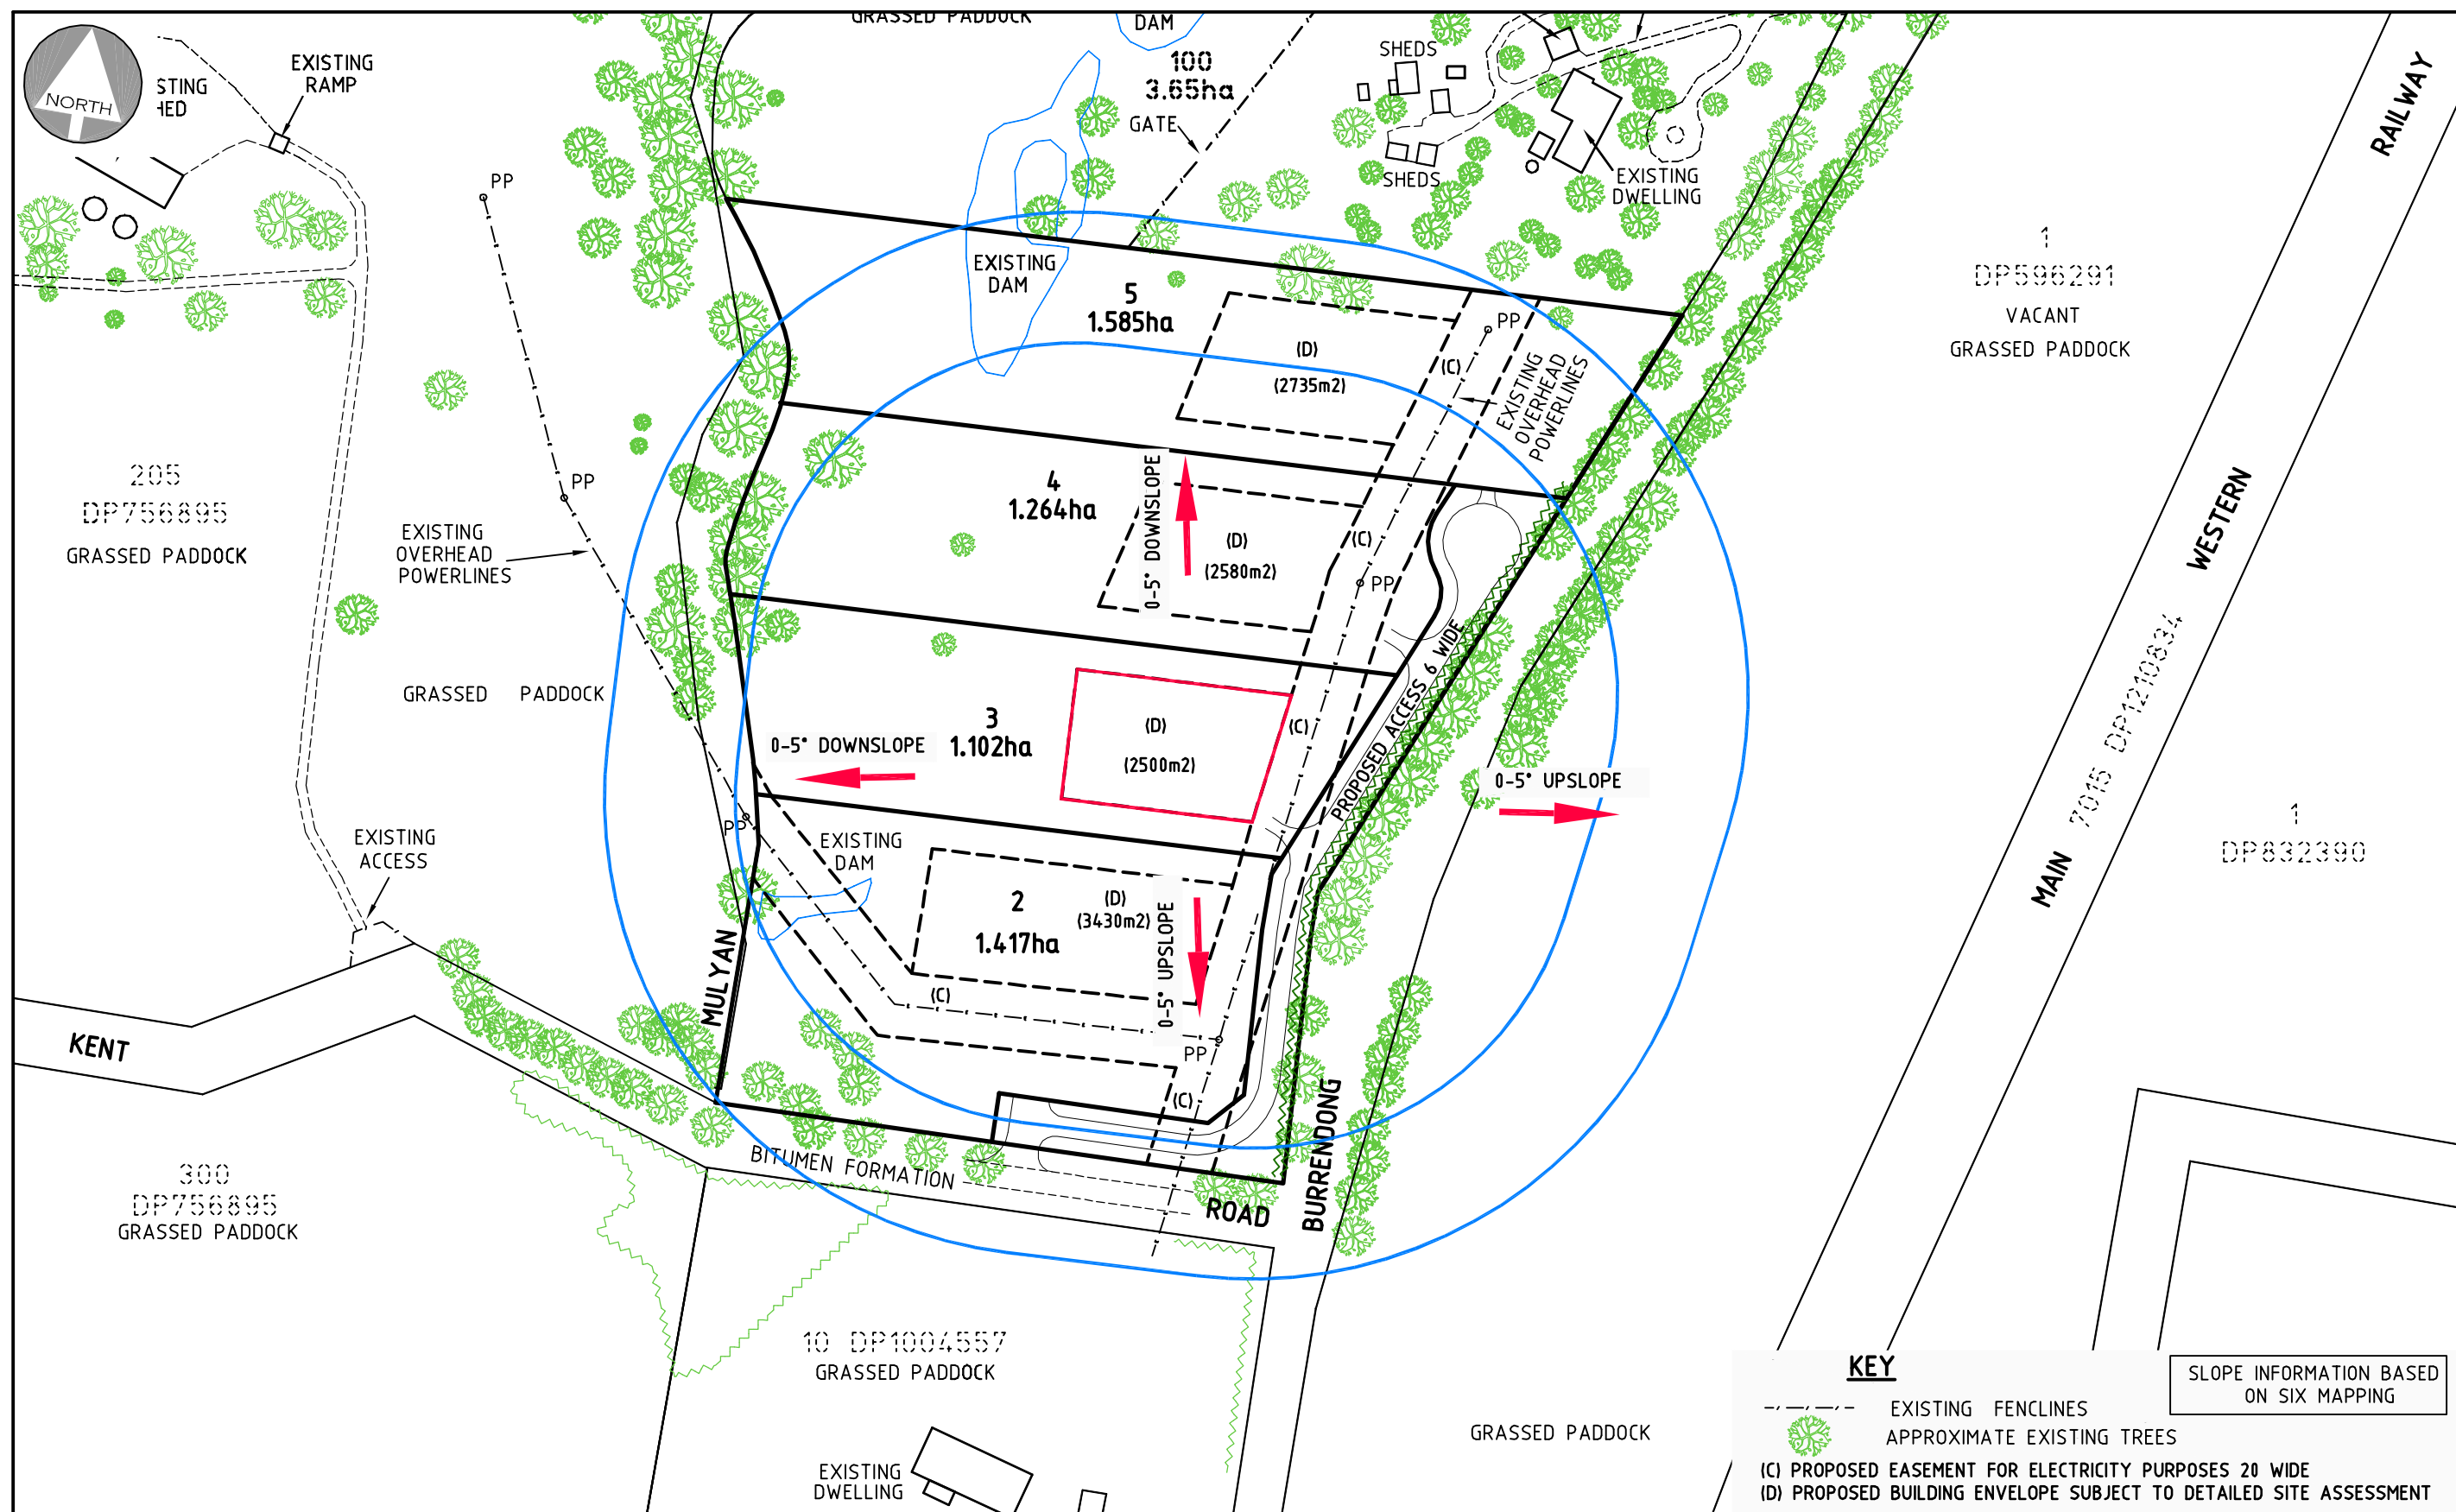 GRASSED PADDOCK
DAM
NORTH
STING
HED
EXISTING
RAMP
100
3.65ha
GATE
SHEDS
SHEDS
EXISTING
DWELLING
RAILWAY
PP
1
DP596291
VACANT
GRASSED PADDOCK
EXISTING
DAM
5
1.585ha
(D)
(2735m2)
(C)
PP
EXISTING
OVERHEAD
POWERLINES
205
DP756895
GRASSED PADDOCK
PP
EXISTING
OVERHEAD
POWERLINES
4
1.264ha
0-5° DOWNSLOPE
(D)
(2580m2)
(C)
PP
WESTERN
GRASSED PADDOCK
3
1.102ha
0-5° DOWNSLOPE
(D)
(2500m2)
(C)
PROPOSED ACCESS 6 WIDE
0-5° UPSLOPE
MAIN 7015 DP1210834
1
DP832390
PP
EXISTING
DAM
EXISTING
ACCESS
2
1.417ha
(D)
(3430m2)
0-5° UPSLOPE
(C)
PP
(C)
MULYAN
KENT
BITUMEN FORMATION
ROAD
BURRENDONG
300
DP756895
GRASSED PADDOCK
10 DP1004557
GRASSED PADDOCK
GRASSED PADDOCK
EXISTING
DWELLING
KEY
SLOPE INFORMATION BASED
ON SIX MAPPING
EXISTING FENCLINES
APPROXIMATE EXISTING TREES
(C) PROPOSED EASEMENT FOR ELECTRICITY PURPOSES 20 WIDE
(D) PROPOSED BUILDING ENVELOPE SUBJECT TO DETAILED SITE ASSESSMENT